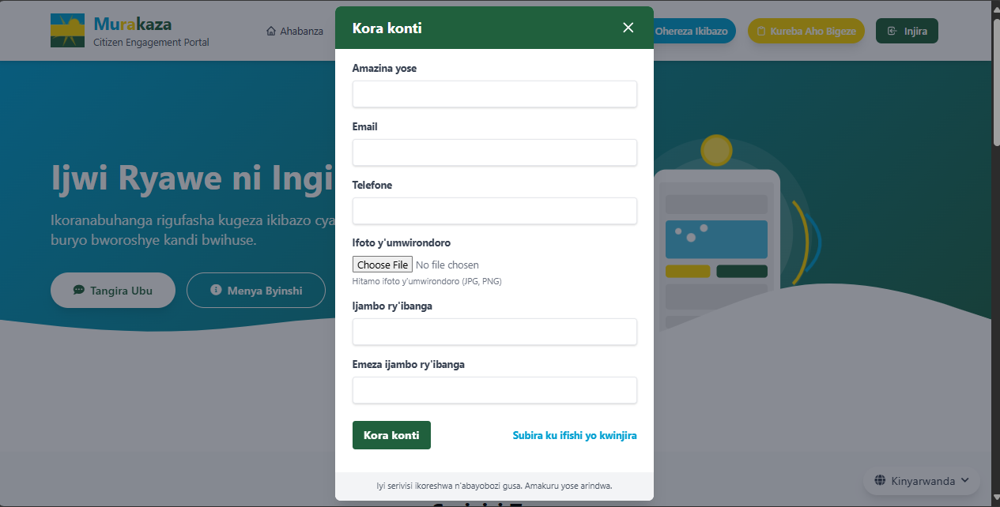 Murakaza
Citizen Engagement Portal
Ahabanza
Ohereza Ikibazo
Kureba Aho Bigeze
Injira
Kora konti
Amazina yose
Email
Telefone
Ifoto y'umwirondoro
Choose File No file chosen
Hitamo ifoto y'umwirondoro (JPG, PNG)
Ijambo ry'ibanga
Emeza ijambo ry'ibanga
Kora konti
Subira ku ifishi yo kwinjira
Iyi serivisi ikoreshwa n'abayobozi gusa. Amakuru yose arindwa.
Ijwi Ryawe ni Ingi
Ikoranabuhanga rigufasha kugeza ikibazo cya
buryo bworoshye kandi bwihuse.
Tangira Ubu
Menya Byinshi
Kinyarwanda